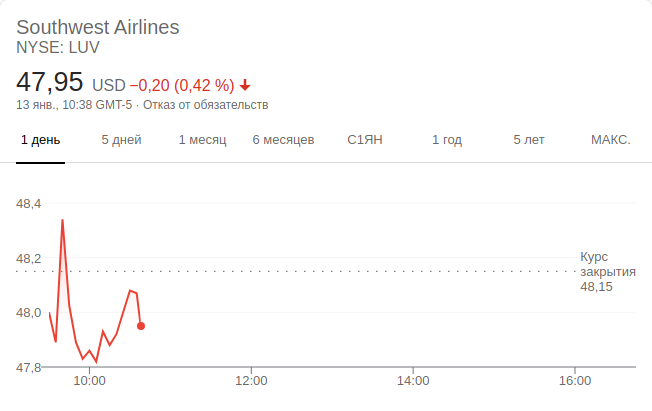 Southwest Airlines
NYSE: LUV
47,95 USD −0,20 (0,42 %)
13 янв., 10:38 GMT-5 · Отказ от обязательств
1 день 5 дней 1 месяц 6 месяцев С1ЯН 1 год 5 лет МАКС.
48,4
48,2
Курс
закрытия
48,15
48,0
47,8
10:00 12:00 14:00 16:00